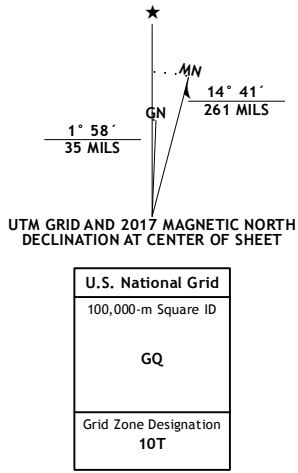 MN
14° 41´
261 MILS
GN
1° 58´
35 MILS
UTM GRID AND 2017 MAGNETIC NORTH
DECLINATION AT CENTER OF SHEET
U.S. National Grid
100,000-m Square ID
GQ
Grid Zone Designation
10T